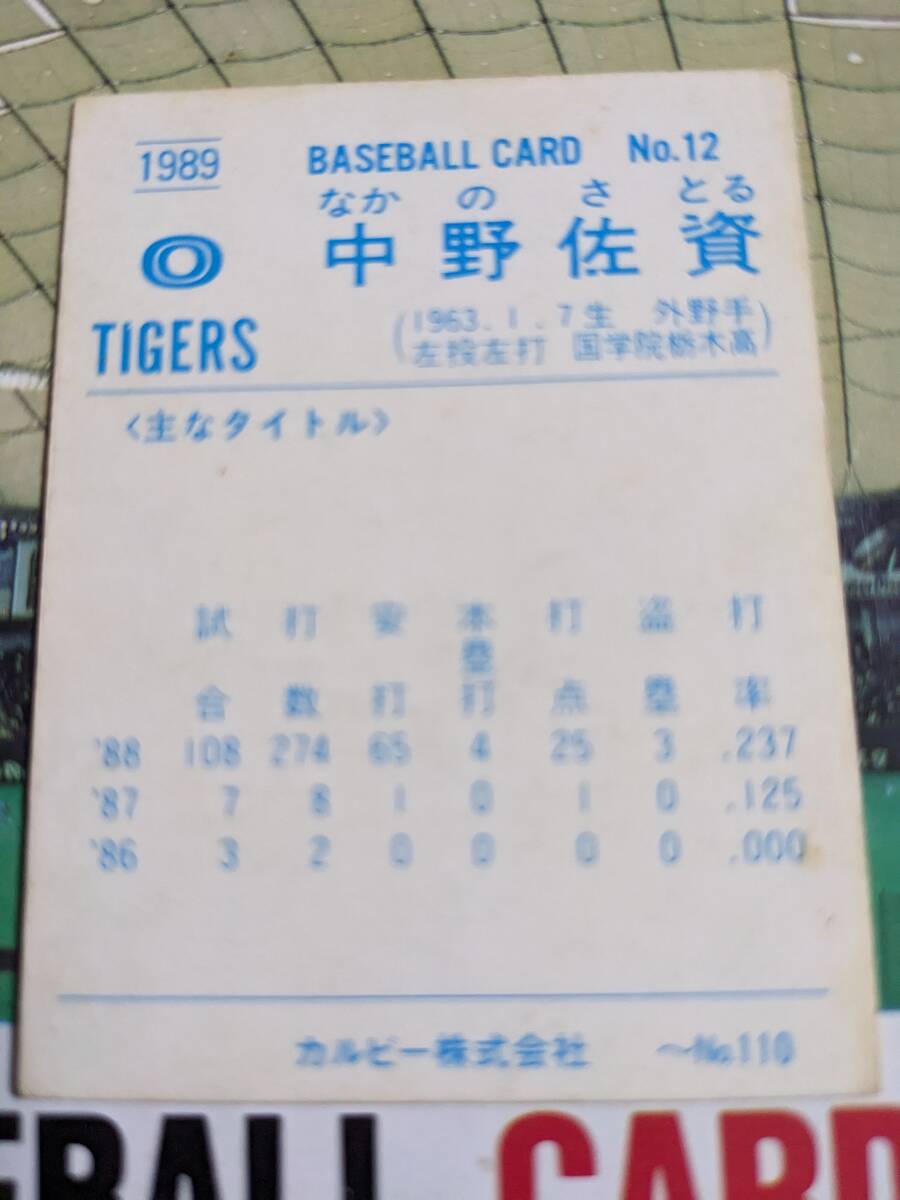 1989 BASEBALL CARD No.12
なかの さとる
中野佐資
TIGERS
(1963.1.7生 外野手
左投左打 国学院栃木高)
〈主なタイトル〉
試合 打数 安打 本塁打 打点 盗塁 打率
'88 108 274 65 4 25 3 .237
'87 7 8 1 0 1 0 .125
'86 3 2 0 0 0 0 .000
カルビー株式会社 〜No.110
EBALL CARD